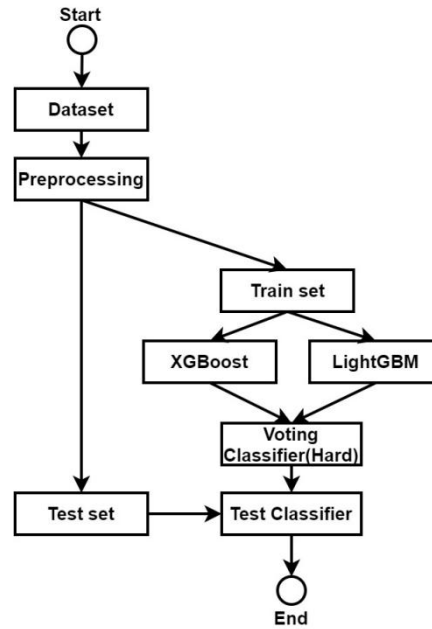 Start
Dataset
Preprocessing
Train set
XGBoost
LightGBM
Voting
Classifier(Hard)
Test set
Test Classifier
End